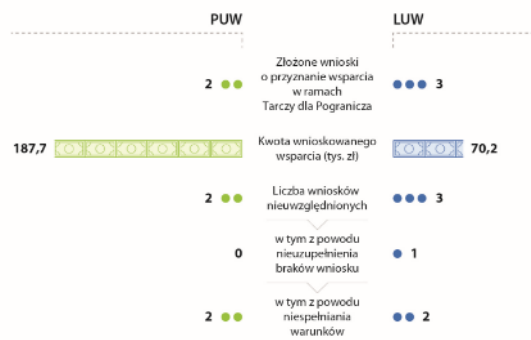 PUW
LUW
Złożone wnioski
o przyznanie wsparcia
w ramach
Tarczy dla Pogranicza
2
3
187,7
Kwota wnioskowanego
wsparcia (tys. zł)
70,2
Liczba wniosków
nieuwzględnionych
2
3
w tym z powodu
nieuzupełnienia
braków wniosku
0
1
w tym z powodu
niespełniania
warunków
2
2